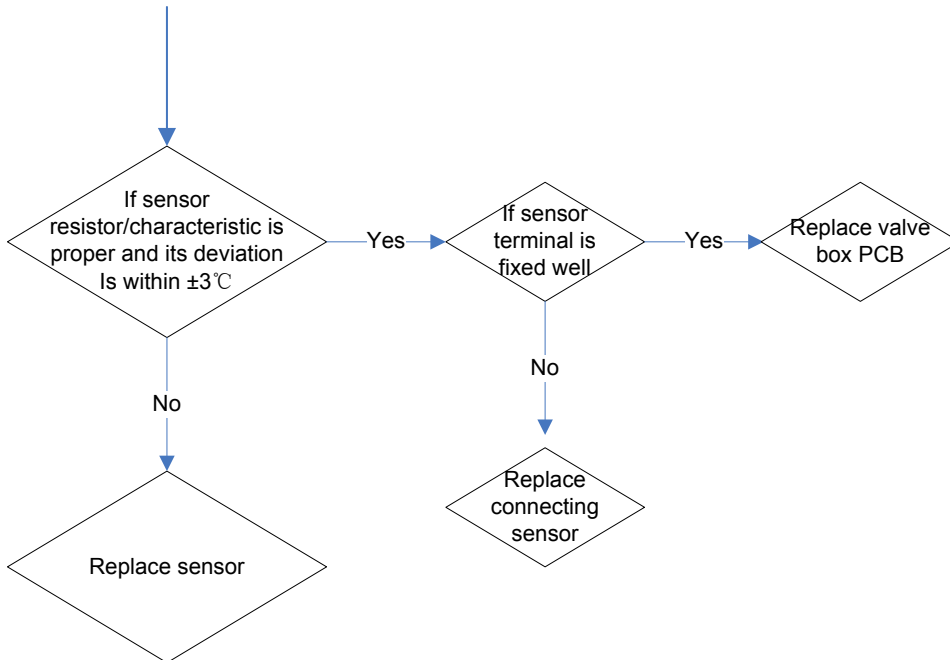 If sensor
resistor/characteristic is
proper and its deviation
Is within ±3℃
Yes
If sensor
terminal is
fixed well
Yes
Replace valve
box PCB
No
No
Replace
connecting
sensor
Replace sensor